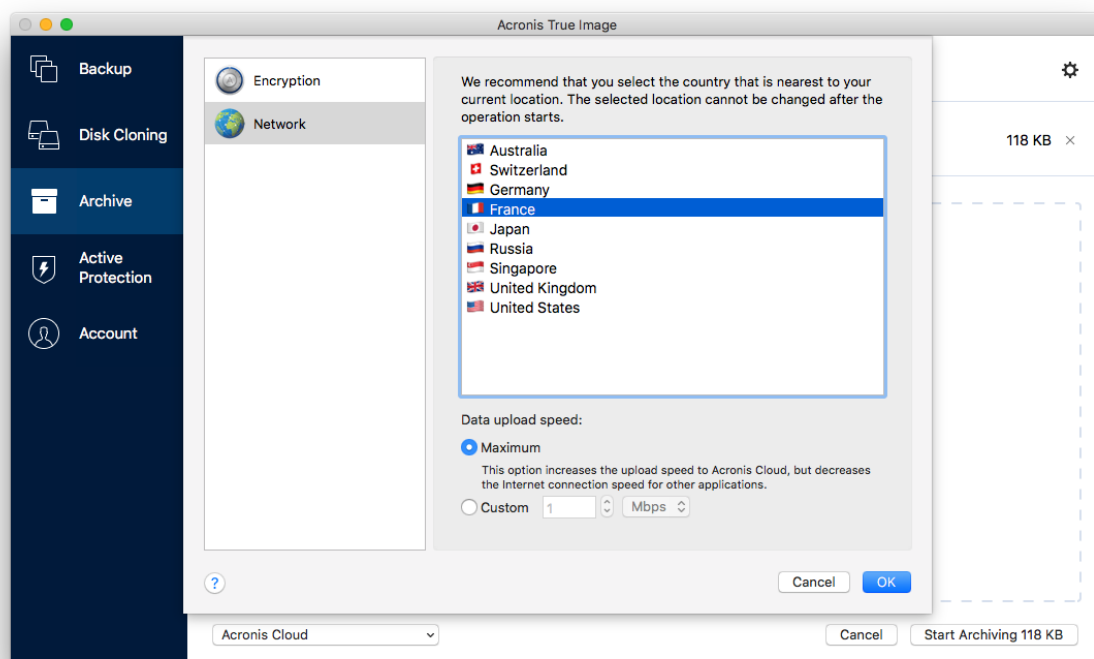 Acronis True Image
Backup
Disk Cloning
Archive
Active
Protection
Account
Encryption
Network
We recommend that you select the country that is nearest to your
current location. The selected location cannot be changed after the
operation starts.
Australia
Switzerland
Germany
France
Japan
Russia
Singapore
United Kingdom
United States
Data upload speed:
Maximum
This option increases the upload speed to Acronis Cloud, but decreases
the Internet connection speed for other applications.
Custom 1 Mbps
? Cancel OK
118 KB ×
Acronis Cloud Cancel Start Archiving 118 KB